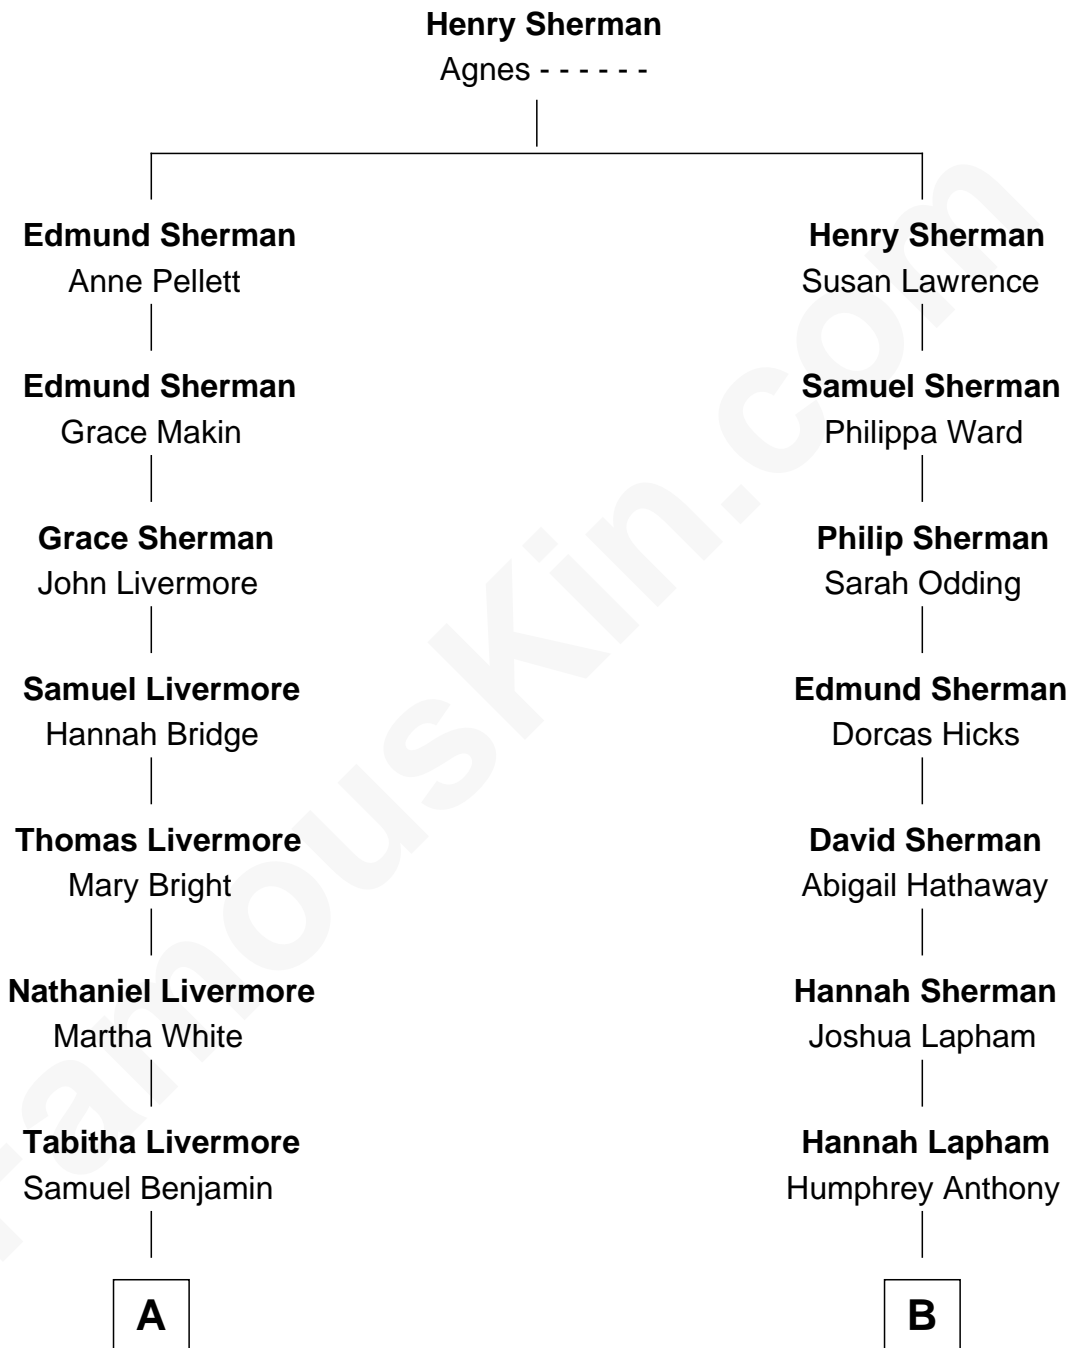 Henry Sherman
Agnes - - - - - -
Edmund Sherman
Anne Pellett
Henry Sherman
Susan Lawrence
Edmund Sherman
Grace Makin
Samuel Sherman
Philippa Ward
Grace Sherman
John Livermore
Philip Sherman
Sarah Odding
Samuel Livermore
Hannah Bridge
Edmund Sherman
Dorcas Hicks
Thomas Livermore
Mary Bright
David Sherman
Abigail Hathaway
Nathaniel Livermore
Martha White
Hannah Sherman
Joshua Lapham
Tabitha Livermore
Samuel Benjamin
Hannah Lapham
Humphrey Anthony
A
B
FamousKin.com